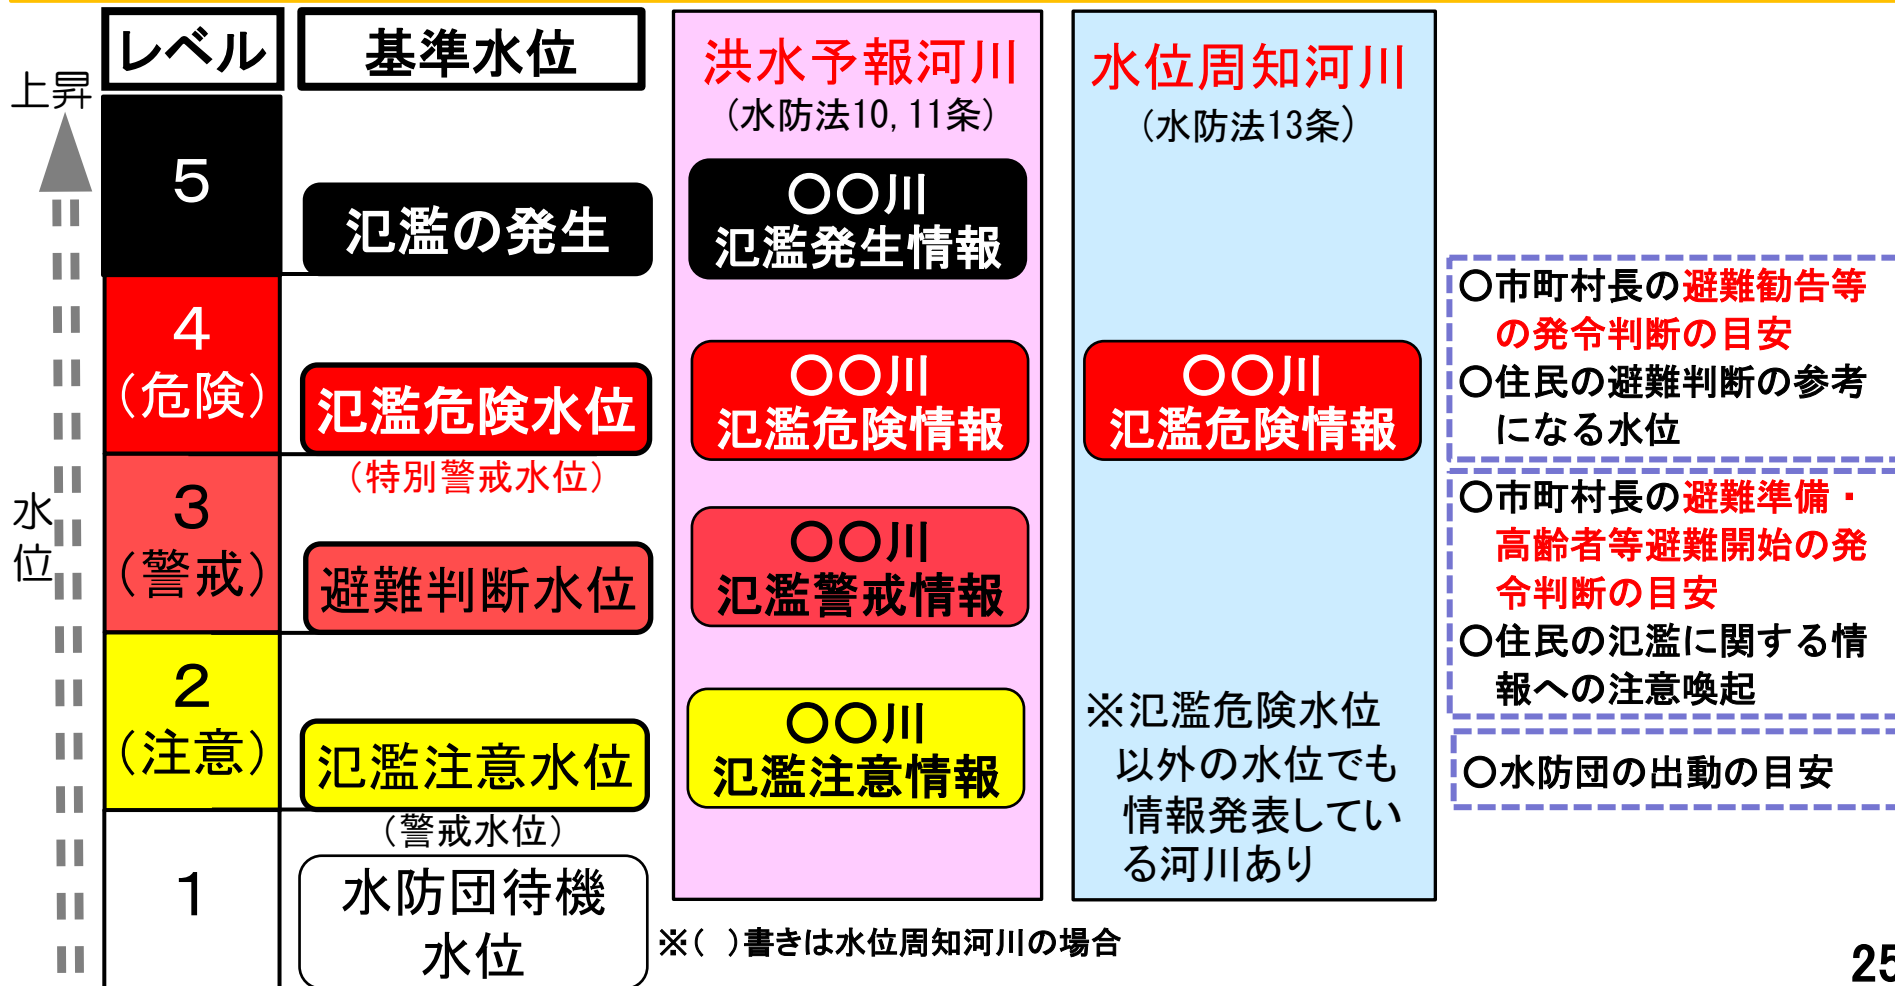 レベル
基準水位
上昇
水
位
5
氾濫の発生
4
（危険）
氾濫危険水位
（特別警戒水位）
3
（警戒）
避難判断水位
2
（注意）
氾濫注意水位
（警戒水位）
1
水防団待機
水位
洪水予報河川
（水防法10,11条）
〇〇川
氾濫発生情報
〇〇川
氾濫危険情報
〇〇川
氾濫警戒情報
〇〇川
氾濫注意情報
水位周知河川
（水防法13条）
〇〇川
氾濫危険情報
※氾濫危険水位
以外の水位でも
情報発表してい
る河川あり
〇市町村長の避難勧告等
の発令判断の目安
〇住民の避難判断の参考
になる水位
〇市町村長の避難準備・
高齢者等避難開始の発
令判断の目安
〇住民の氾濫に関する情
報への注意喚起
〇水防団の出動の目安
※（ ）書きは水位周知河川の場合
25